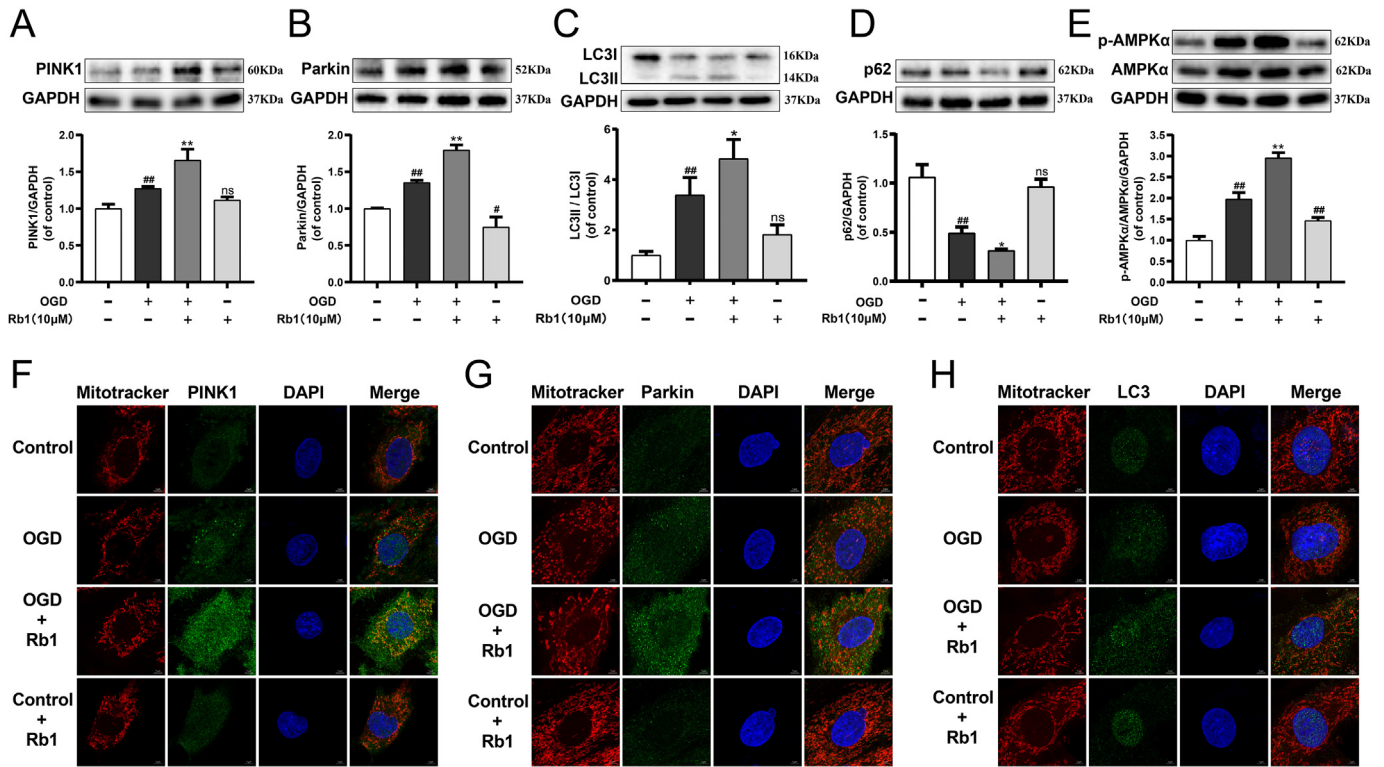 A
PINK1
60KDa
GAPDH
37KDa
PINK1/GAPDH
(of control)
2.0
1.5
1.0
0.5
0.0
##
**
ns
OGD
− + + −
Rb1(10μM)
− − + +
B
Parkin
52KDa
GAPDH
37KDa
Parkin/GAPDH
(of control)
2.0
1.5
1.0
0.5
0.0
##
**
#
OGD
− + + −
Rb1(10μM)
− − + +
C
LC3I
16KDa
LC3II
14KDa
GAPDH
37KDa
LC3II / LC3I
(of control)
6
4
2
0
##
*
ns
OGD
− + + −
Rb1(10μM)
− − + +
D
p62
62KDa
GAPDH
37KDa
p62/GAPDH
(of control)
1.5
1.0
0.5
0.0
##
*
ns
OGD
− + + −
Rb1(10μM)
− − + +
E
p-AMPKα
62KDa
AMPKα
62KDa
GAPDH
37KDa
p-AMPKα/AMPKα/GAPDH
(of control)
3.5
3.0
2.5
2.0
1.5
1.0
0.5
0.0
##
**
##
OGD
− + + −
Rb1(10μM)
− − + +
F
Mitotracker PINK1 DAPI Merge
Control
OGD
OGD
+
Rb1
Control
+
Rb1
G
Mitotracker Parkin DAPI Merge
Control
OGD
OGD
+
Rb1
Control
+
Rb1
H
Mitotracker LC3 DAPI Merge
Control
OGD
OGD
+
Rb1
Control
+
Rb1